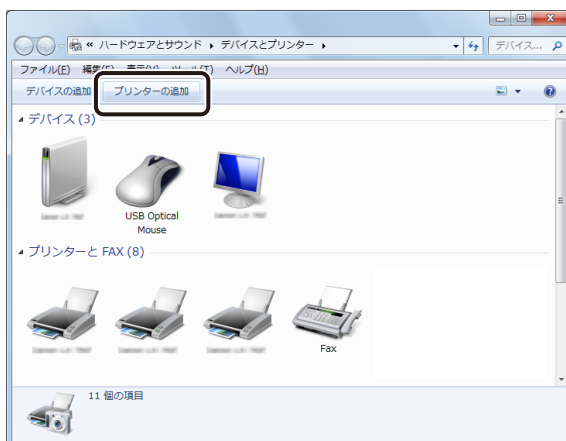 « ハードウェアとサウンド ▸ デバイスとプリンター ▸
デバイス...
ファイル(F) ツール(T) ヘルプ(H)
デバイスの追加 プリンターの追加
デバイス (3)
USB Optical
Mouse
プリンターと FAX (8)
Fax
11 個の項目